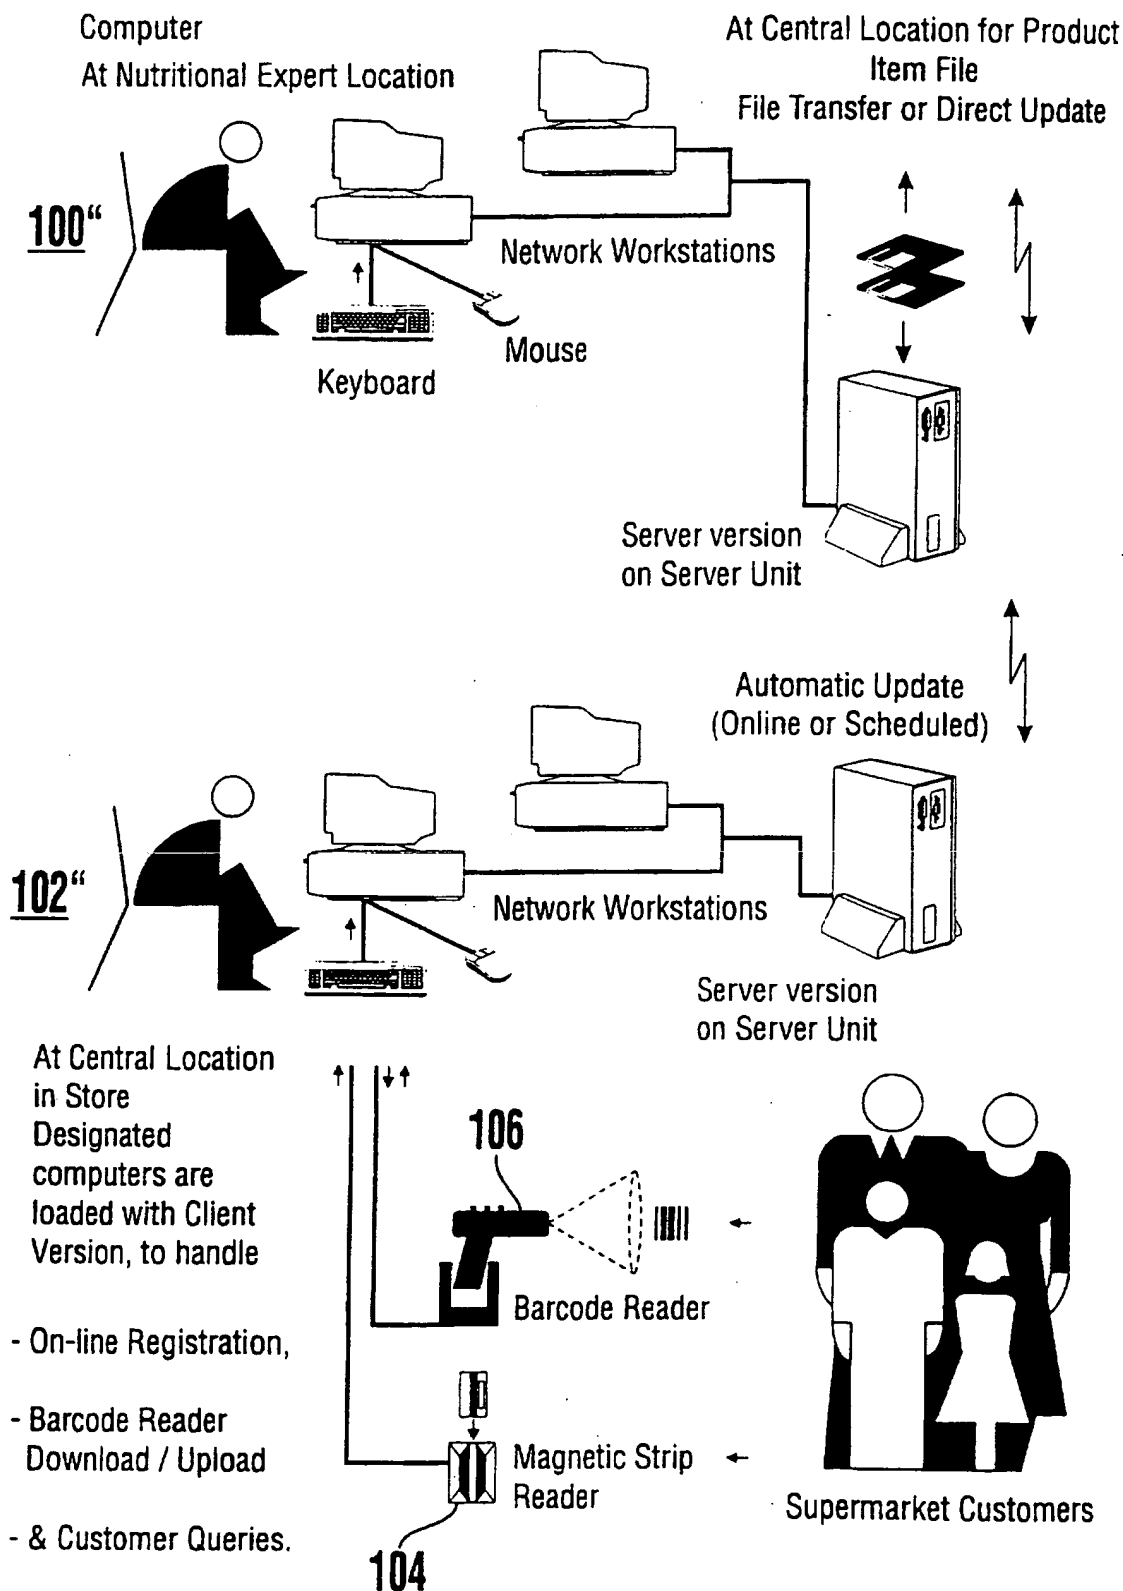 Computer
At Nutritional Expert Location
At Central Location for Product
Item File
File Transfer or Direct Update
100“
Network Workstations
Mouse
Keyboard
Server version
on Server Unit
Automatic Update
(Online or Scheduled)
102“
Network Workstations
Server version
on Server Unit
At Central Location
in Store
Designated
computers are
loaded with Client
Version, to handle
- On-line Registration,
- Barcode Reader
Download / Upload
- & Customer Queries.
106
Barcode Reader
Magnetic Strip
Reader
104
Supermarket Customers